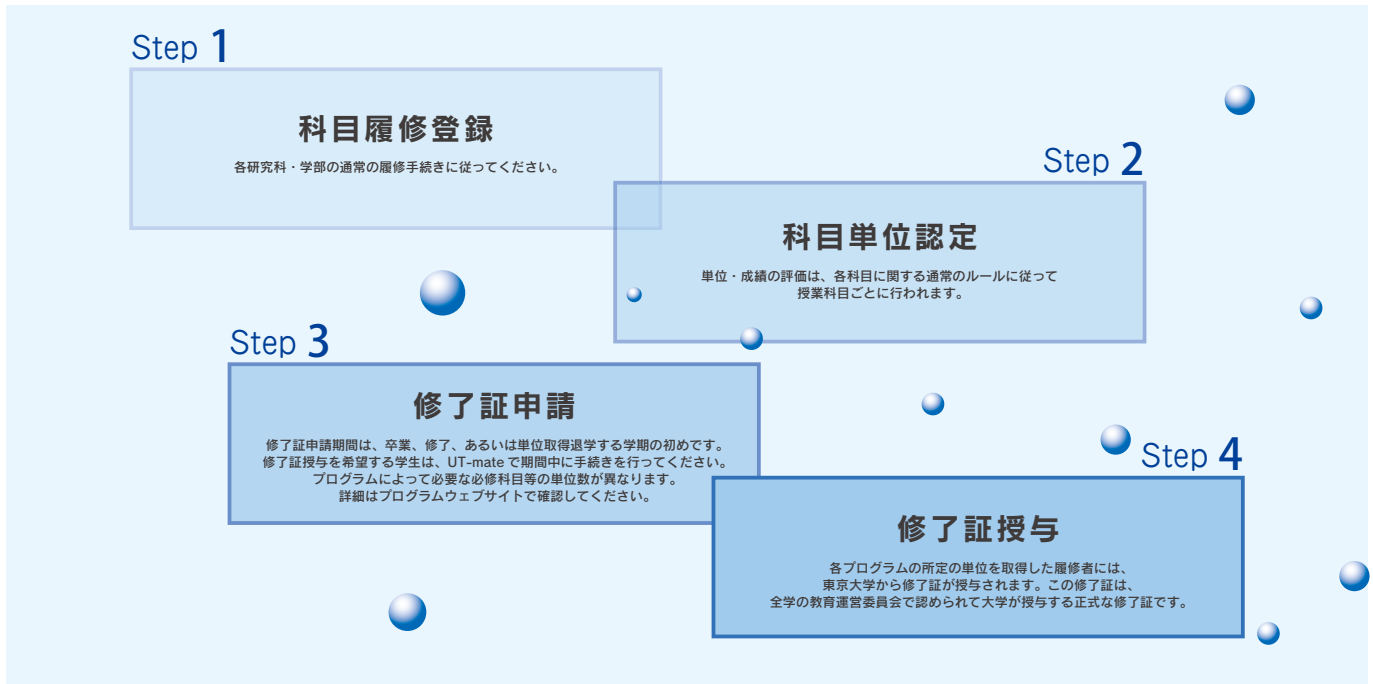 Step 1
科目履修登録
各研究科・学部の通常の履修手続きに従ってください。
Step 2
科目単位認定
単位・成績の評価は、各科目に関する通常のルールに従って
授業科目ごとに行われます。
Step 3
修了証申請
修了証申請期間は、卒業、修了、あるいは単位取得退学する学期の初めです。
修了証授与を希望する学生は、UT-mate で期間中に手続きを行ってください。
プログラムによって必要な必修科目等の単位数が異なります。
詳細はプログラムウェブサイトで確認してください。
Step 4
修了証授与
各プログラムの所定の単位を取得した履修者には、
東京大学から修了証が授与されます。この修了証は、
全学の教育運営委員会で認められて大学が授与する正式な修了証です。